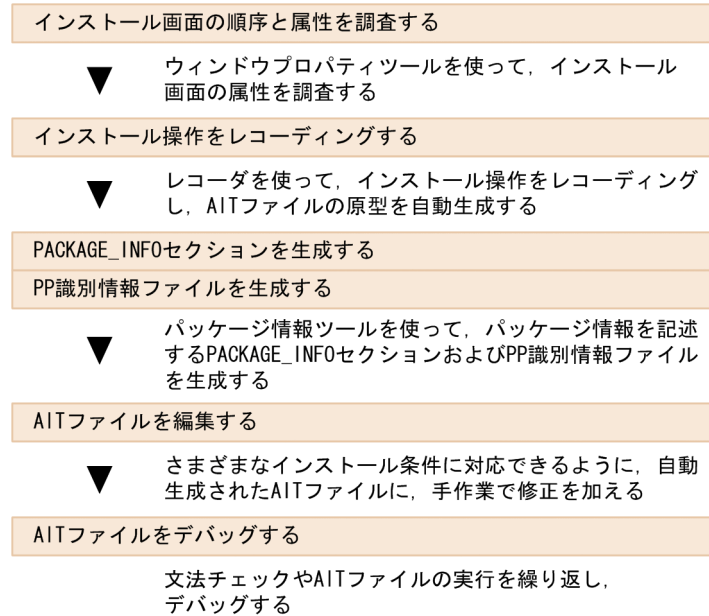 インストール画面の順序と属性を調査する
ウィンドウプロパティツールを使って，インストール
画面の属性を調査する
インストール操作をレコーディングする
レコーダを使って，インストール操作をレコーディング
し，AITファイルの原型を自動生成する
PACKAGE_INFOセクションを生成する
PP識別情報ファイルを生成する
パッケージ情報ツールを使って，パッケージ情報を記述
するPACKAGE_INFOセクションおよびPP識別情報ファイル
を生成する
AITファイルを編集する
さまざまなインストール条件に対応できるように，自動
生成されたAITファイルに，手作業で修正を加える
AITファイルをデバッグする
文法チェックやAITファイルの実行を繰り返し，
デバッグする